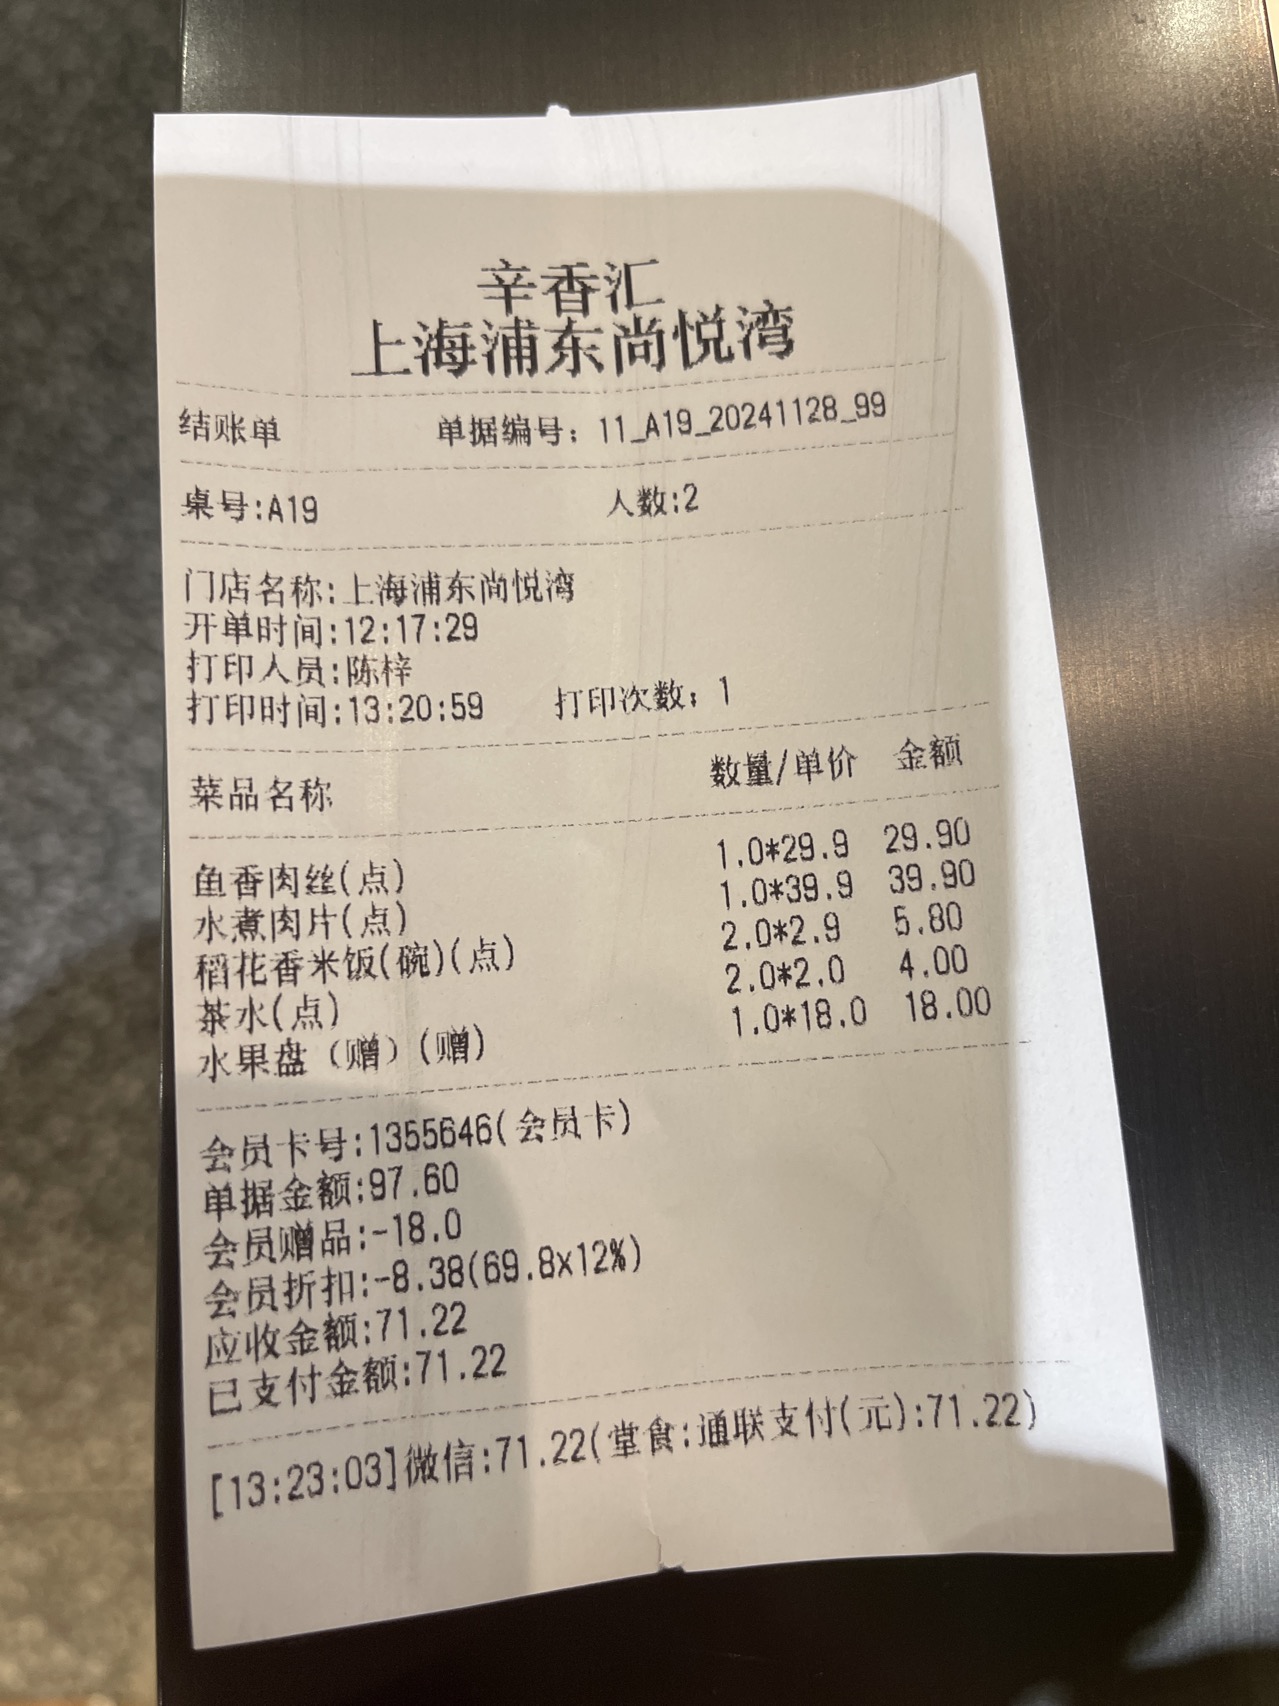 辛香汇
上海浦东尚悦湾
结账单 单据编号：11_A19_20241128_99
桌号:A19 人数:2
门店名称:上海浦东尚悦湾
开单时间:12:17:29
打印人员:陈梓
打印时间:13:20:59 打印次数：1
菜品名称 数量/单价 金额
鱼香肉丝(点) 1.0*29.9 29.90
水煮肉片(点) 1.0*39.9 39.90
稻花香米饭(碗)(点) 2.0*2.9 5.80
茶水(点) 2.0*2.0 4.00
水果盘（赠）(赠) 1.0*18.0 18.00
会员卡号:1355646(会员卡)
单据金额:97.60
会员赠品:-18.0
会员折扣:-8.38(69.8x12%)
应收金额:71.22
已支付金额:71.22
[13:23:03]微信:71.22(堂食:通联支付(元):71.22)